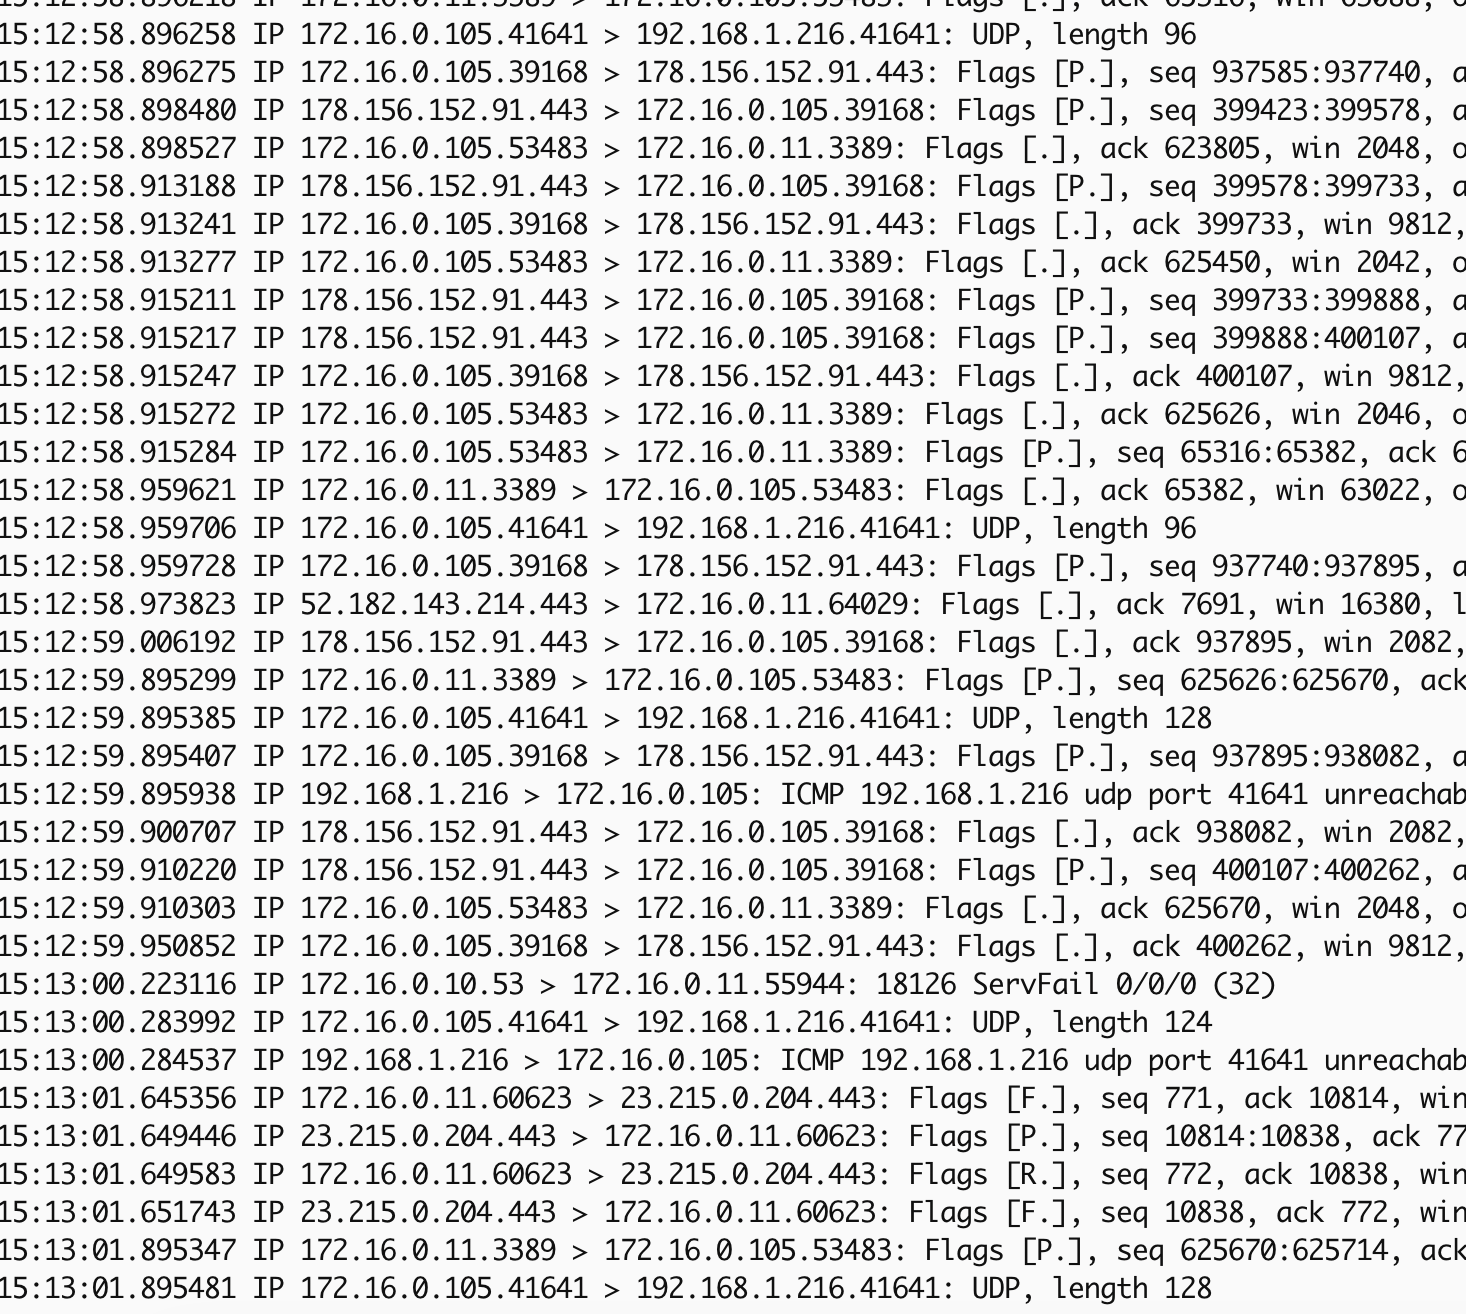 15:12:58.896218 IP 172.16.0.11.3389 > 172.16.0.105.53483: Flags [.], ack 65316, win 63088, o
15:12:58.896258 IP 172.16.0.105.41641 > 192.168.1.216.41641: UDP, length 96
15:12:58.896275 IP 172.16.0.105.39168 > 178.156.152.91.443: Flags [P.], seq 937585:937740, a
15:12:58.898480 IP 178.156.152.91.443 > 172.16.0.105.39168: Flags [P.], seq 399423:399578, a
15:12:58.898527 IP 172.16.0.105.53483 > 172.16.0.11.3389: Flags [.], ack 623805, win 2048, o
15:12:58.913188 IP 178.156.152.91.443 > 172.16.0.105.39168: Flags [P.], seq 399578:399733, a
15:12:58.913241 IP 172.16.0.105.39168 > 178.156.152.91.443: Flags [.], ack 399733, win 9812,
15:12:58.913277 IP 172.16.0.105.53483 > 172.16.0.11.3389: Flags [.], ack 625450, win 2042, o
15:12:58.915211 IP 178.156.152.91.443 > 172.16.0.105.39168: Flags [P.], seq 399733:399888, a
15:12:58.915217 IP 178.156.152.91.443 > 172.16.0.105.39168: Flags [P.], seq 399888:400107, a
15:12:58.915247 IP 172.16.0.105.39168 > 178.156.152.91.443: Flags [.], ack 400107, win 9812,
15:12:58.915272 IP 172.16.0.105.53483 > 172.16.0.11.3389: Flags [.], ack 625626, win 2046, o
15:12:58.915284 IP 172.16.0.105.53483 > 172.16.0.11.3389: Flags [P.], seq 65316:65382, ack 6
15:12:58.959621 IP 172.16.0.11.3389 > 172.16.0.105.53483: Flags [.], ack 65382, win 63022, o
15:12:58.959706 IP 172.16.0.105.41641 > 192.168.1.216.41641: UDP, length 96
15:12:58.959728 IP 172.16.0.105.39168 > 178.156.152.91.443: Flags [P.], seq 937740:937895, a
15:12:58.973823 IP 52.182.143.214.443 > 172.16.0.11.64029: Flags [.], ack 7691, win 16380, l
15:12:59.006192 IP 178.156.152.91.443 > 172.16.0.105.39168: Flags [.], ack 937895, win 2082,
15:12:59.895299 IP 172.16.0.11.3389 > 172.16.0.105.53483: Flags [P.], seq 625626:625670, ack
15:12:59.895385 IP 172.16.0.105.41641 > 192.168.1.216.41641: UDP, length 128
15:12:59.895407 IP 172.16.0.105.39168 > 178.156.152.91.443: Flags [P.], seq 937895:938082, a
15:12:59.895938 IP 192.168.1.216 > 172.16.0.105: ICMP 192.168.1.216 udp port 41641 unreachab
15:12:59.900707 IP 178.156.152.91.443 > 172.16.0.105.39168: Flags [.], ack 938082, win 2082,
15:12:59.910220 IP 178.156.152.91.443 > 172.16.0.105.39168: Flags [P.], seq 400107:400262, a
15:12:59.910303 IP 172.16.0.105.53483 > 172.16.0.11.3389: Flags [.], ack 625670, win 2048, o
15:12:59.950852 IP 172.16.0.105.39168 > 178.156.152.91.443: Flags [.], ack 400262, win 9812,
15:13:00.223116 IP 172.16.0.10.53 > 172.16.0.11.55944: 18126 ServFail 0/0/0 (32)
15:13:00.283992 IP 172.16.0.105.41641 > 192.168.1.216.41641: UDP, length 124
15:13:00.284537 IP 192.168.1.216 > 172.16.0.105: ICMP 192.168.1.216 udp port 41641 unreachab
15:13:01.645356 IP 172.16.0.11.60623 > 23.215.0.204.443: Flags [F.], seq 771, ack 10814, win
15:13:01.649446 IP 23.215.0.204.443 > 172.16.0.11.60623: Flags [P.], seq 10814:10838, ack 77
15:13:01.649583 IP 172.16.0.11.60623 > 23.215.0.204.443: Flags [R.], seq 772, ack 10838, win
15:13:01.651743 IP 23.215.0.204.443 > 172.16.0.11.60623: Flags [F.], seq 10838, ack 772, win
15:13:01.895347 IP 172.16.0.11.3389 > 172.16.0.105.53483: Flags [P.], seq 625670:625714, ack
15:13:01.895481 IP 172.16.0.105.41641 > 192.168.1.216.41641: UDP, length 128